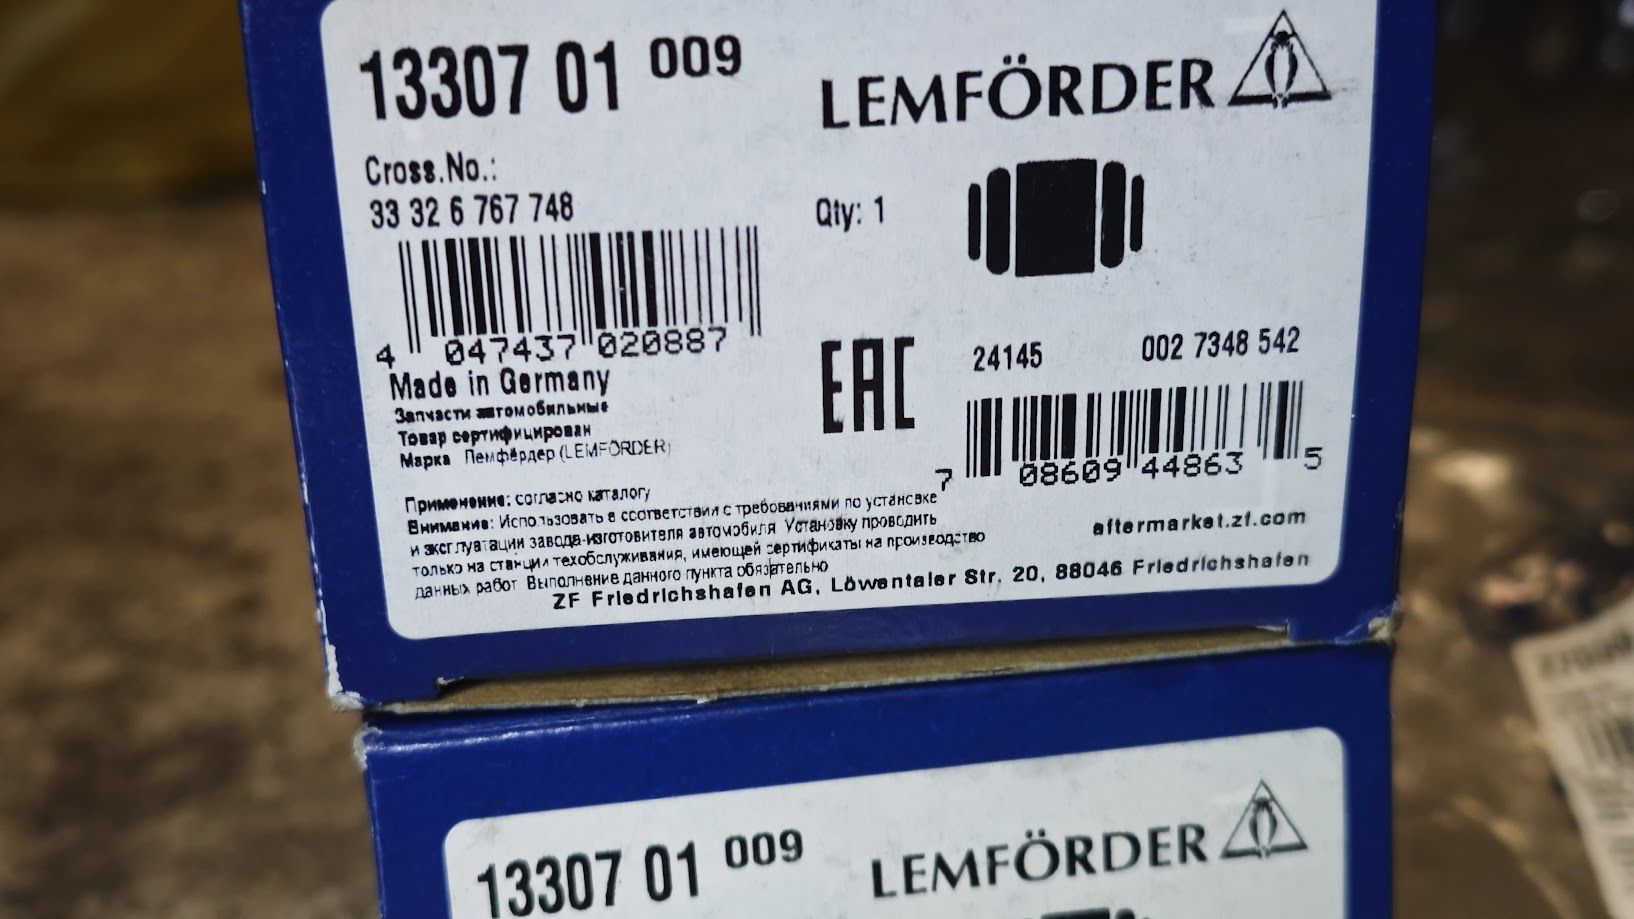 13307 01 009
LEMFÖRDER
Cross.No.:
33 32 6 767 748
Qty: 1
4 047437 020887
Made in Germany
Запчасти автомобильные
Товар сертифицирован
Марка Лемфёрдер (LEMFÖRDER)
EAC
24145 002 7348 542
7 08609 44863 5
Применение: согласно каталогу
Внимание: Использовать в соответствии с требованиями по установке
и эксплуатации завода-изготовителя автомобиля. Установку проводить
только на станции техобслуживания, имеющей сертификаты на производство
данных работ. Выполнение данного пункта обязательно
aftermarket.zf.com
ZF Friedrichshafen AG, Löwentaler Str. 20, 88046 Friedrichshafen
13307 01 009
LEMFÖRDER